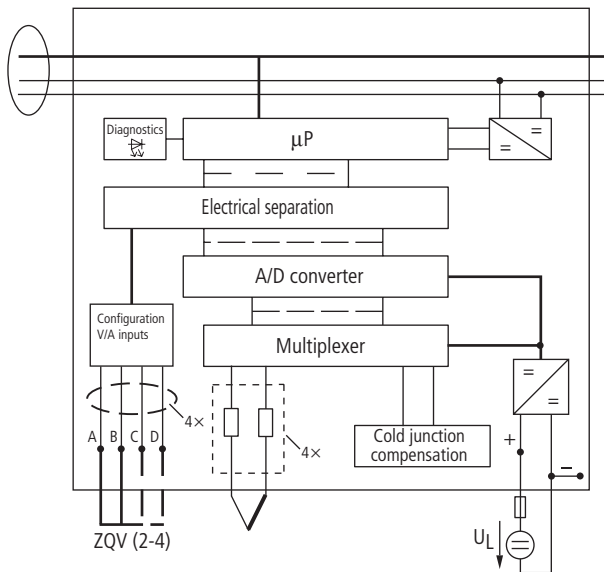 Diagnostics
µP
=
=
Electrical separation
A/D converter
Configuration
V/A inputs
Multiplexer
=
=
4×
A B C D
4×
Cold junction
compensation
+
−
ZQV (2-4)
UL
=